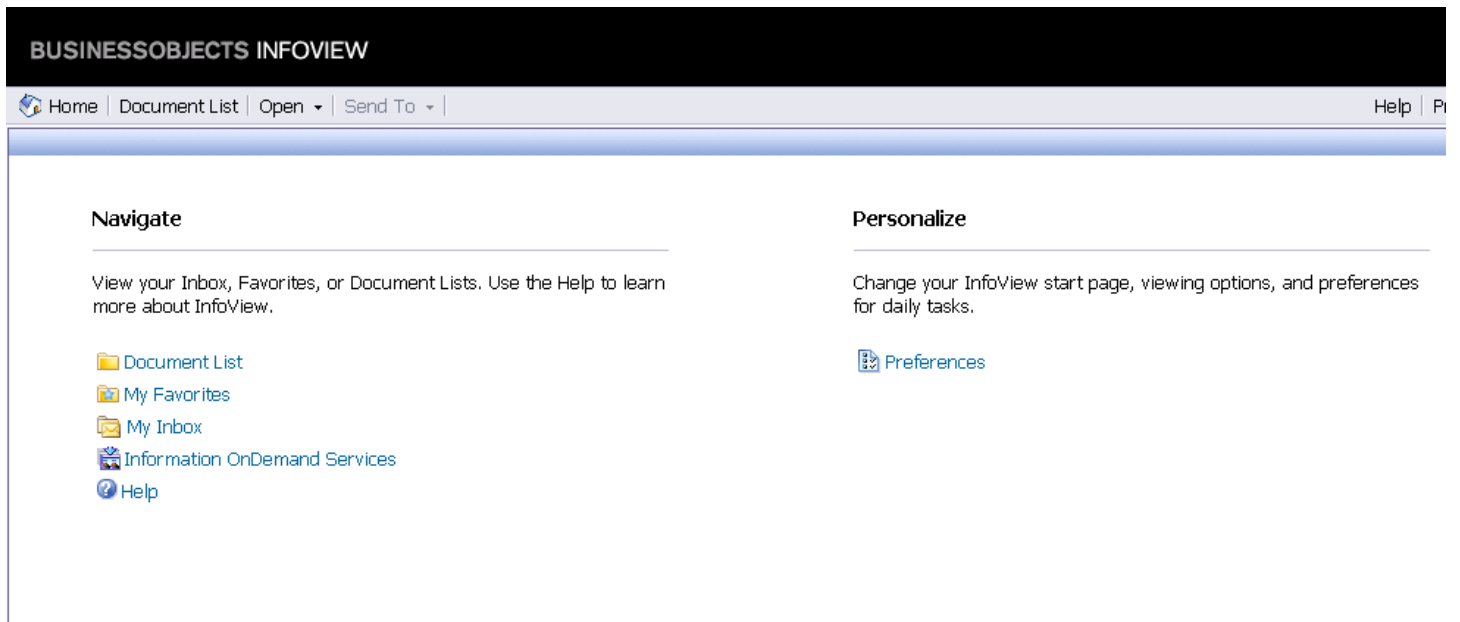 BUSINESSOBJECTS INFOVIEW
Home Document List Open Send To Help
Navigate
View your Inbox, Favorites, or Document Lists. Use the Help to learn
more about InfoView.
Document List
My Favorites
My Inbox
Information OnDemand Services
Help
Personalize
Change your InfoView start page, viewing options, and preferences
for daily tasks.
Preferences